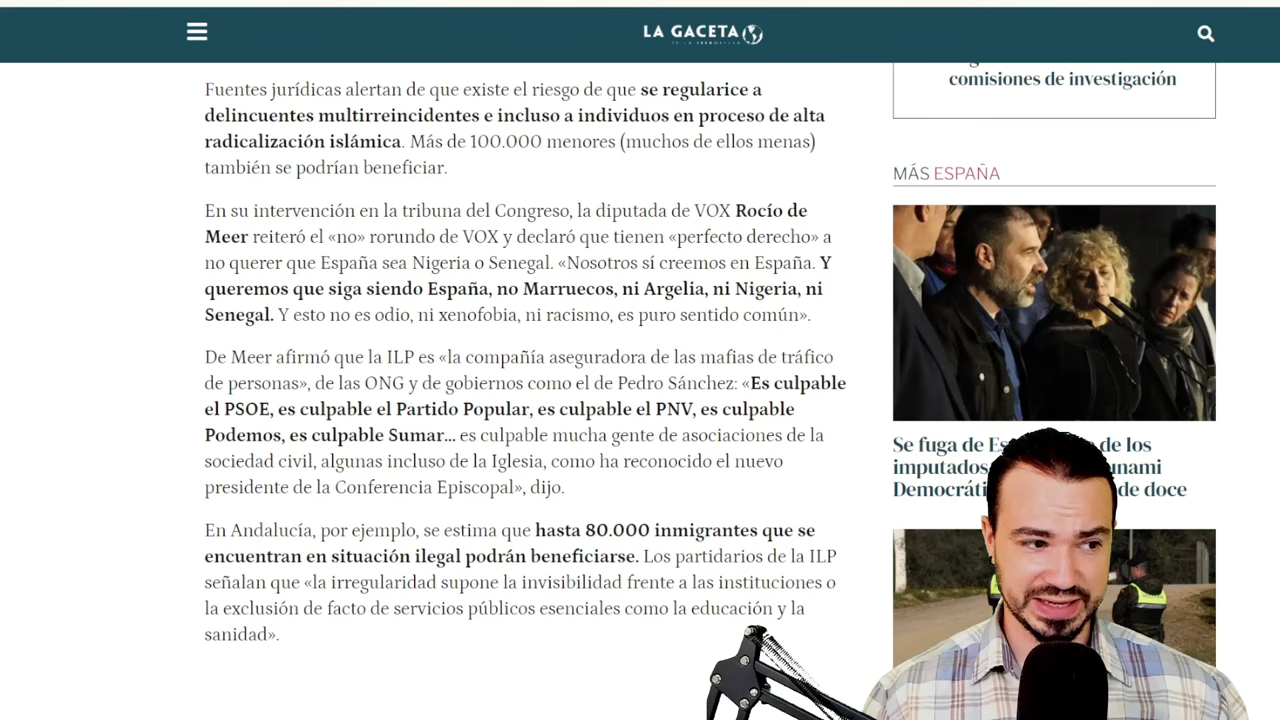 LA GACETA
comisiones de investigación
Fuentes jurídicas alertan de que existe el riesgo de que se regularice a
delincuentes multirreincidentes e incluso a individuos en proceso de alta
radicalización islámica. Más de 100.000 menores (muchos de ellos menas)
también se podrían beneficiar.
En su intervención en la tribuna del Congreso, la diputada de VOX Rocío de
Meer reiteró el «no» rorundo de VOX y declaró que tienen «perfecto derecho» a
no querer que España sea Nigeria o Senegal. «Nosotros sí creemos en España. Y
queremos que siga siendo España, no Marruecos, ni Argelia, ni Nigeria, ni
Senegal. Y esto no es odio, ni xenofobia, ni racismo, es puro sentido común».
De Meer afirmó que la ILP es «la compañía aseguradora de las mafias de tráfico
de personas», de las ONG y de gobiernos como el de Pedro Sánchez: «Es culpable
el PSOE, es culpable el Partido Popular, es culpable el PNV, es culpable
Podemos, es culpable Sumar... es culpable mucha gente de asociaciones de la
sociedad civil, algunas incluso de la Iglesia, como ha reconocido el nuevo
presidente de la Conferencia Episcopal», dijo.
En Andalucía, por ejemplo, se estima que hasta 80.000 inmigrantes que se
encuentran en situación ilegal podrán beneficiarse. Los partidarios de la ILP
señalan que «la irregularidad supone la invisibilidad frente a las instituciones o
la exclusión de facto de servicios públicos esenciales como la educación y la
sanidad».
MÁS ESPAÑA
Se fuga de de los
imputados
de doce